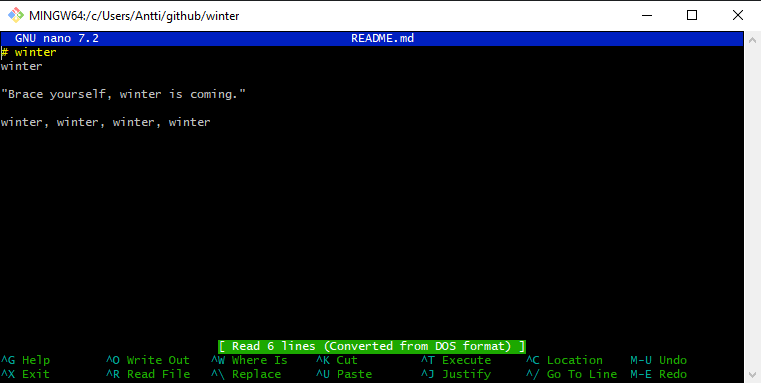 MINGW64:/c/Users/Antti/github/winter
GNU nano 7.2 README.md
# winter
winter
"Brace yourself, winter is coming."
winter, winter, winter, winter
[ Read 6 lines (Converted from DOS format) ]
^G Help ^O Write Out ^W Where Is ^K Cut ^T Execute ^C Location M-U Undo
^X Exit ^R Read File ^\ Replace ^U Paste ^J Justify ^/ Go To Line M-E Redo